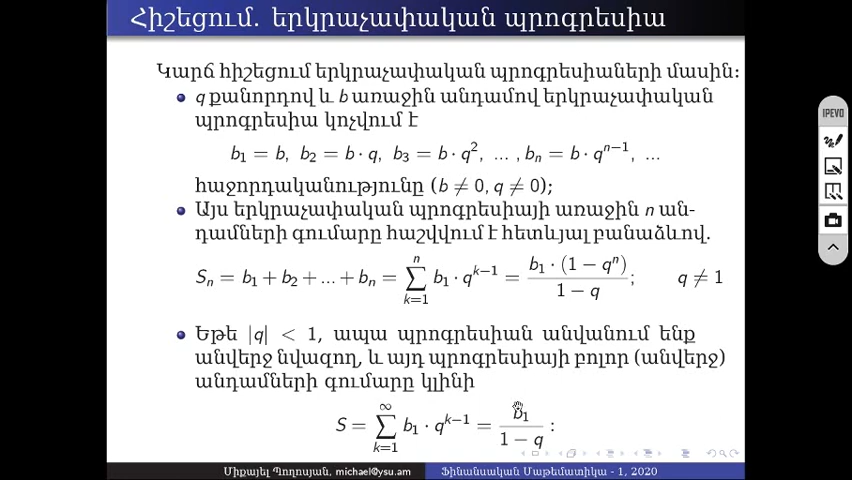 Հիշեցում. երկրաչափական պրոգրեսիա
Կարճ հիշեցում երկրաչափական պրոգրեսիաների մասին։
q քանորդով և b առաջին անդամով երկրաչափական
պրոգրեսիա կոչվում է
b₁ = b, b₂ = b · q, b₃ = b · q², ... , bₙ = b · qⁿ⁻¹, ...
հաջորդականությունը (b ≠ 0, q ≠ 0);
Այս երկրաչափական պրոգրեսիայի առաջին n ան-
դամների գումարը հաշվվում է հետևյալ բանաձևով.
Sₙ = b₁ + b₂ + ... + bₙ = ∑ₖ₌₁ⁿ b₁ · qᵏ⁻¹ = b₁ · (1 − qⁿ) / (1 − q); q ≠ 1
Եթե |q| < 1, ապա պրոգրեսիան անվանում ենք
անվերջ նվազող, և այդ պրոգրեսիայի բոլոր (անվերջ)
անդամների գումարը կլինի
S = ∑ₖ₌₁^∞ b₁ · qᵏ⁻¹ = b₁ / (1 − q) :
Միքայել Պողոսյան, michael@ysu.am Ֆինանսական Մաթեմատիկա - 1, 2020
IPEVO